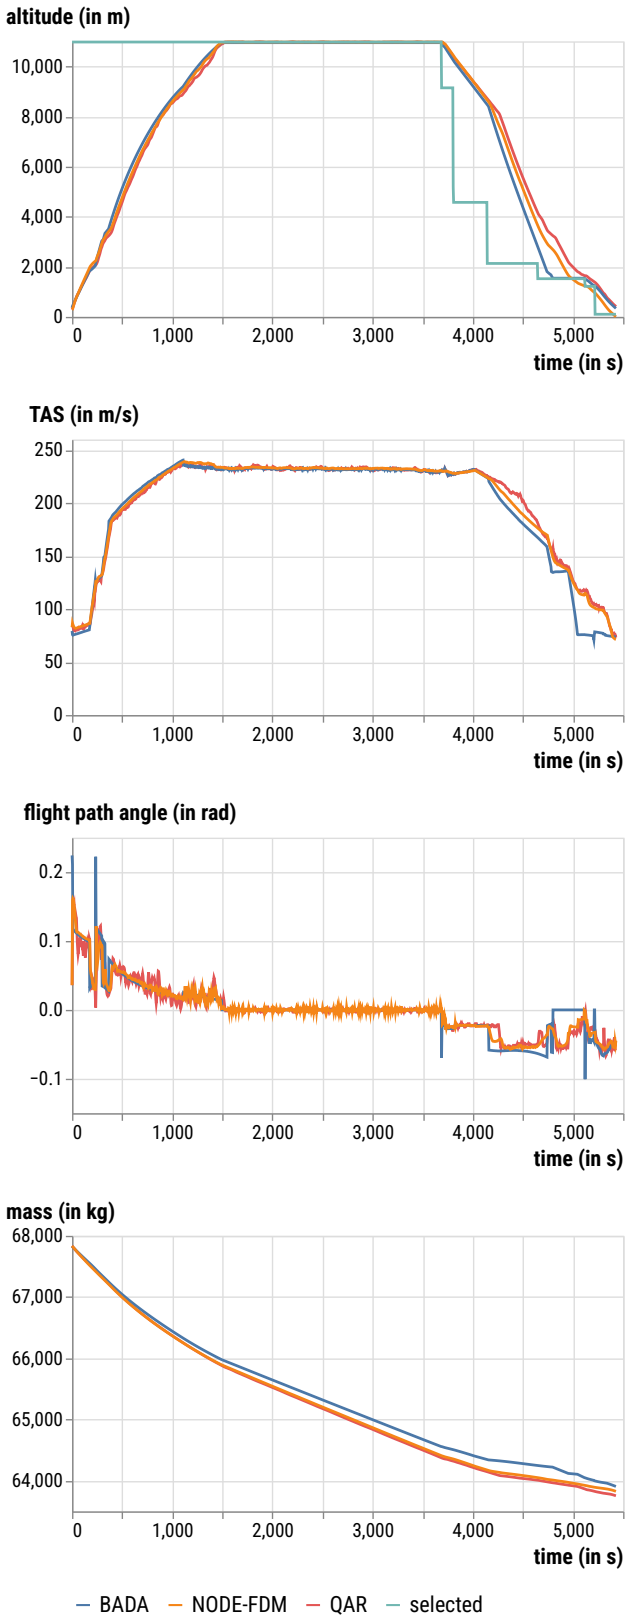 altitude (in m)
10,000
8,000
6,000
4,000
2,000
0
0 1,000 2,000 3,000 4,000 5,000
time (in s)
TAS (in m/s)
250
200
150
100
50
0
0 1,000 2,000 3,000 4,000 5,000
time (in s)
flight path angle (in rad)
0.2
0.1
0.0
−0.1
0 1,000 2,000 3,000 4,000 5,000
time (in s)
mass (in kg)
68,000
67,000
66,000
65,000
64,000
0 1,000 2,000 3,000 4,000 5,000
time (in s)
BADA NODE-FDM QAR selected